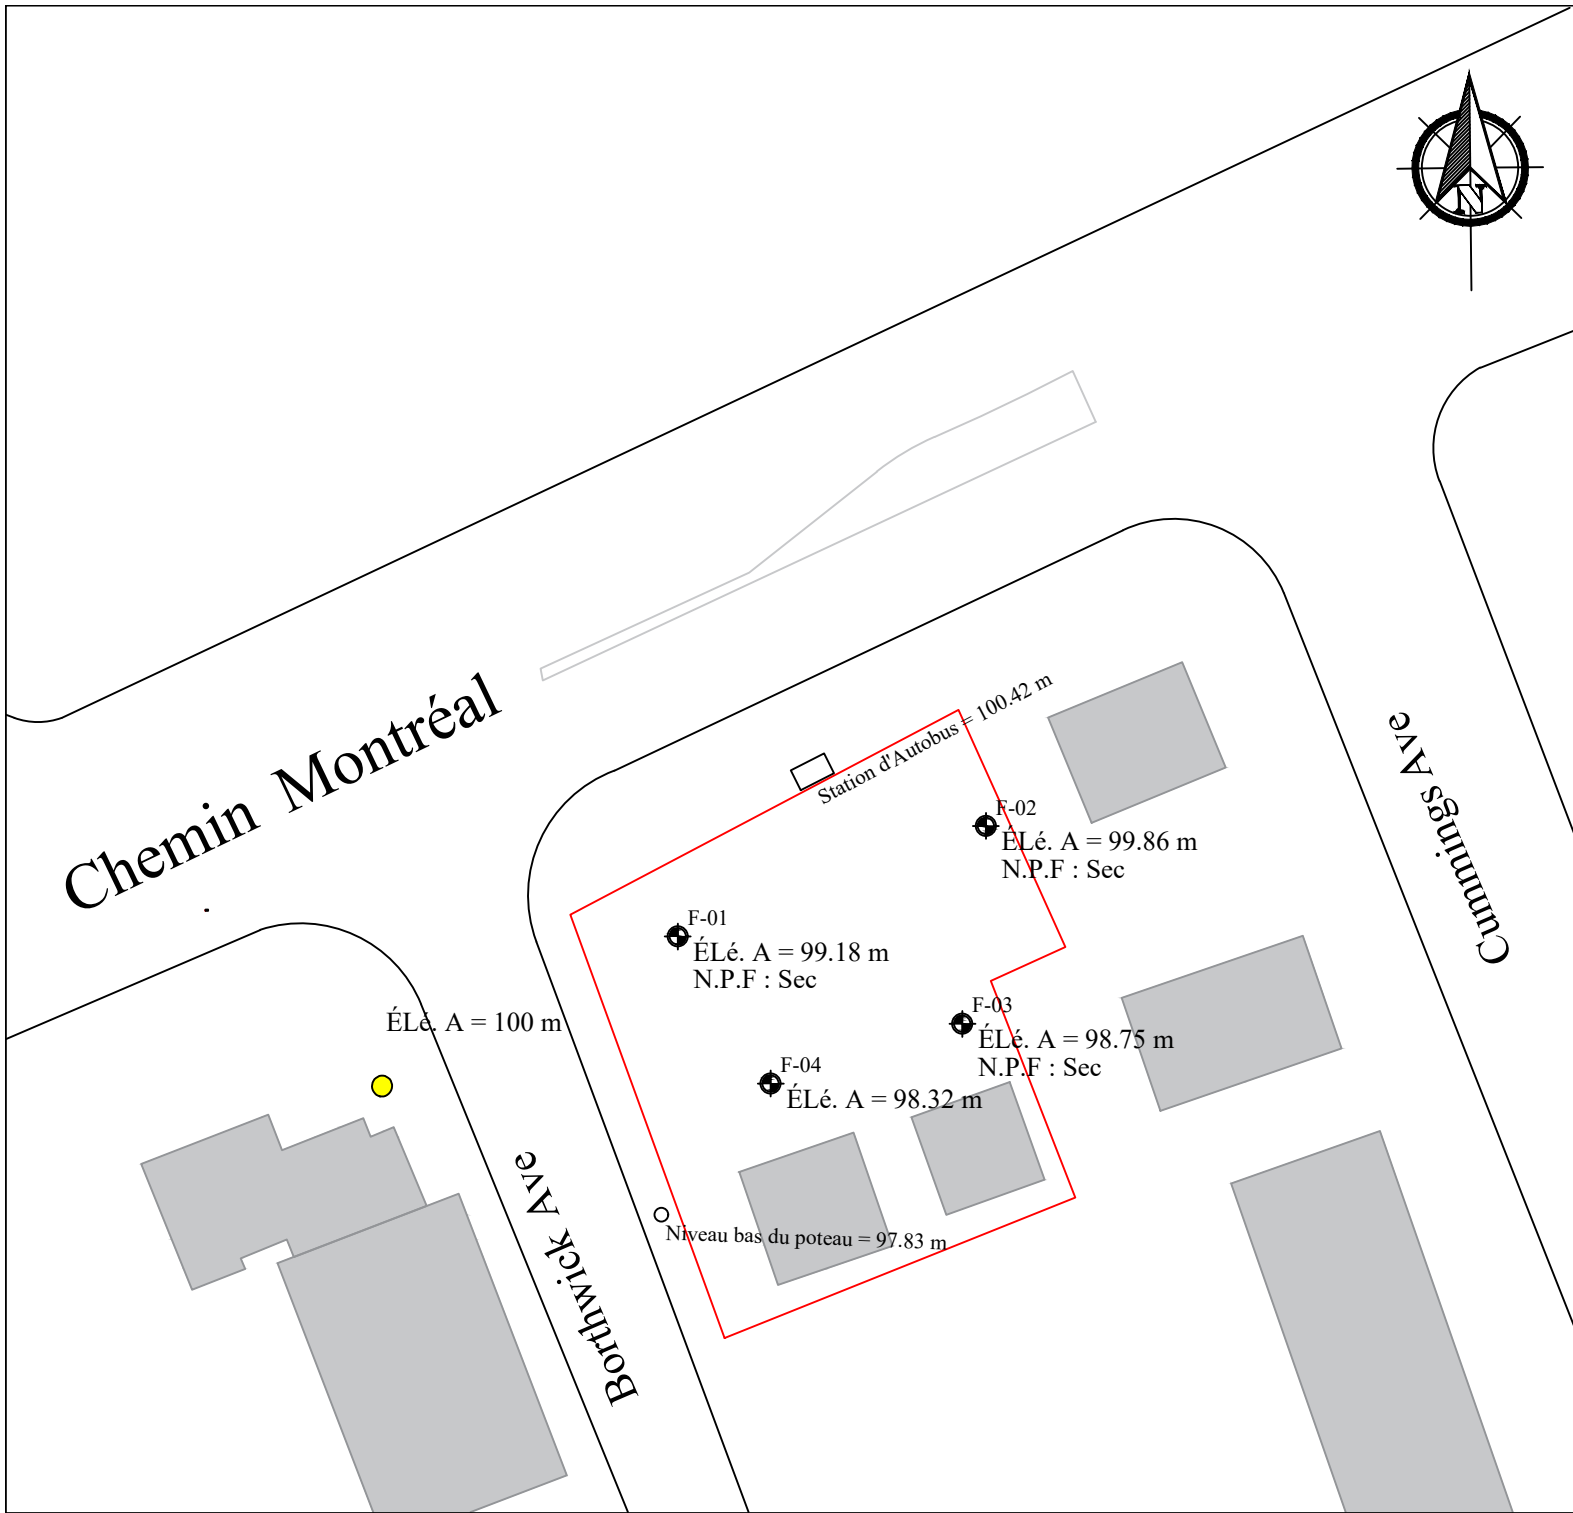 N
Chemin Montréal
Station d'Autobus = 100.42 m
Cummings Ave
F-02
ÉLé. A = 99.86 m
N.P.F : Sec
F-01
ÉLé. A = 99.18 m
N.P.F : Sec
F-03
ÉLé. A = 98.75 m
N.P.F : Sec
ÉLé. A = 100 m
F-04
ÉLé. A = 98.32 m
Borthwick Ave
Niveau bas du poteau = 97.83 m